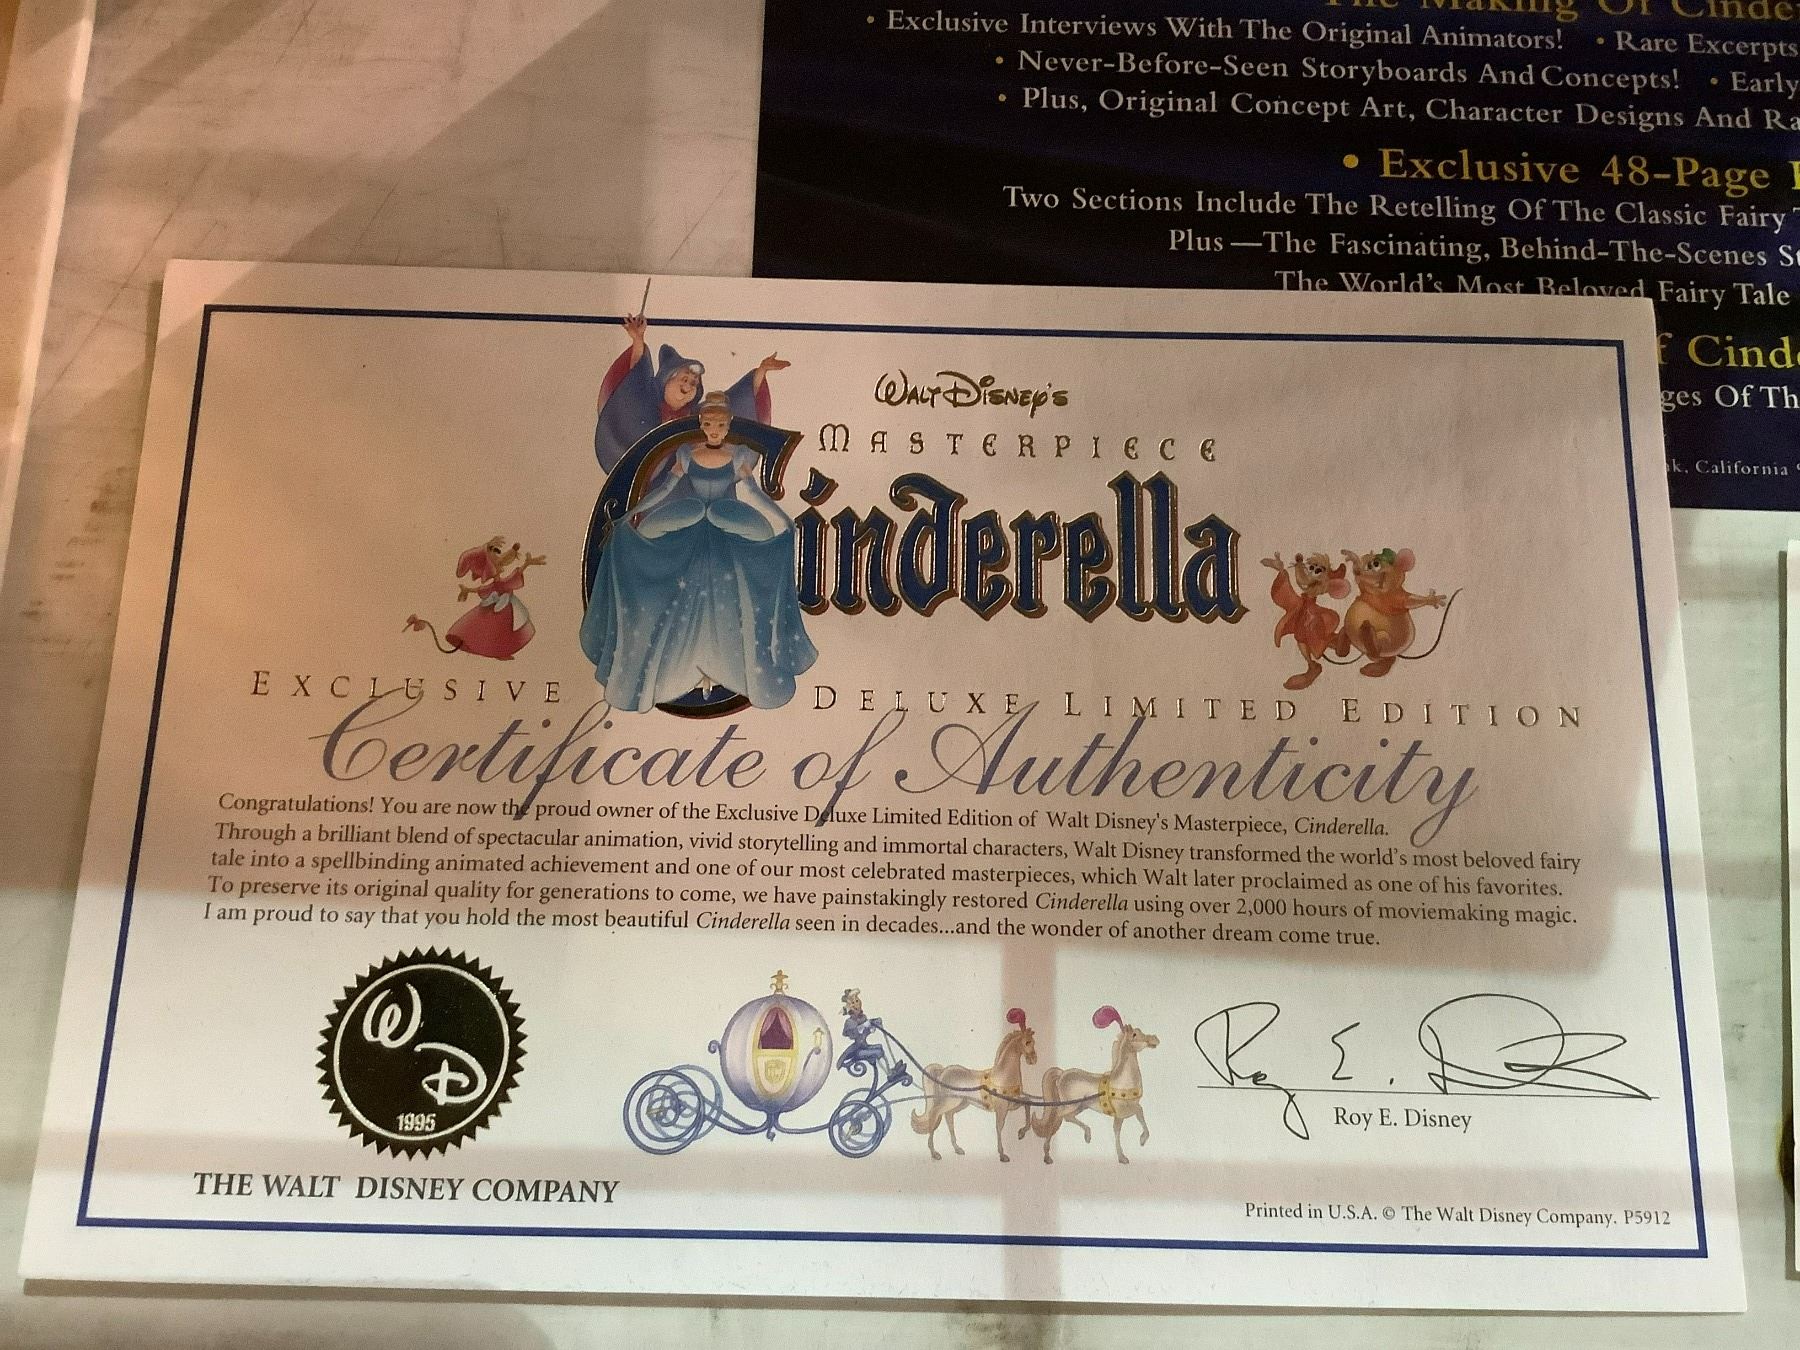 The Making Of Cinde
• Exclusive Interviews With The Original Animators! • Rare Excerpts
• Never-Before-Seen Storyboards And Concepts! • Early
• Plus, Original Concept Art, Character Designs And Ra
• Exclusive 48-Page
Two Sections Include The Retelling Of The Classic Fairy
Plus—The Fascinating, Behind-The-Scenes St
The World's Most Beloved Fairy Tale
f Cinde
ges Of Th
k, California
WALT DISNEY'S
MASTERPIECE
Cinderella
EXCLUSIVE DELUXE LIMITED EDITION
Certificate of Authenticity
Congratulations! You are now the proud owner of the Exclusive Deluxe Limited Edition of Walt Disney's Masterpiece, Cinderella.
Through a brilliant blend of spectacular animation, vivid storytelling and immortal characters, Walt Disney transformed the world's most beloved fairy
tale into a spellbinding animated achievement and one of our most celebrated masterpieces, which Walt later proclaimed as one of his favorites.
To preserve its original quality for generations to come, we have painstakingly restored Cinderella using over 2,000 hours of moviemaking magic.
I am proud to say that you hold the most beautiful Cinderella seen in decades...and the wonder of another dream come true.
W
D
1995
Roy E. Disney
Roy E. Disney
THE WALT DISNEY COMPANY
Printed in U.S.A. © The Walt Disney Company. P5912